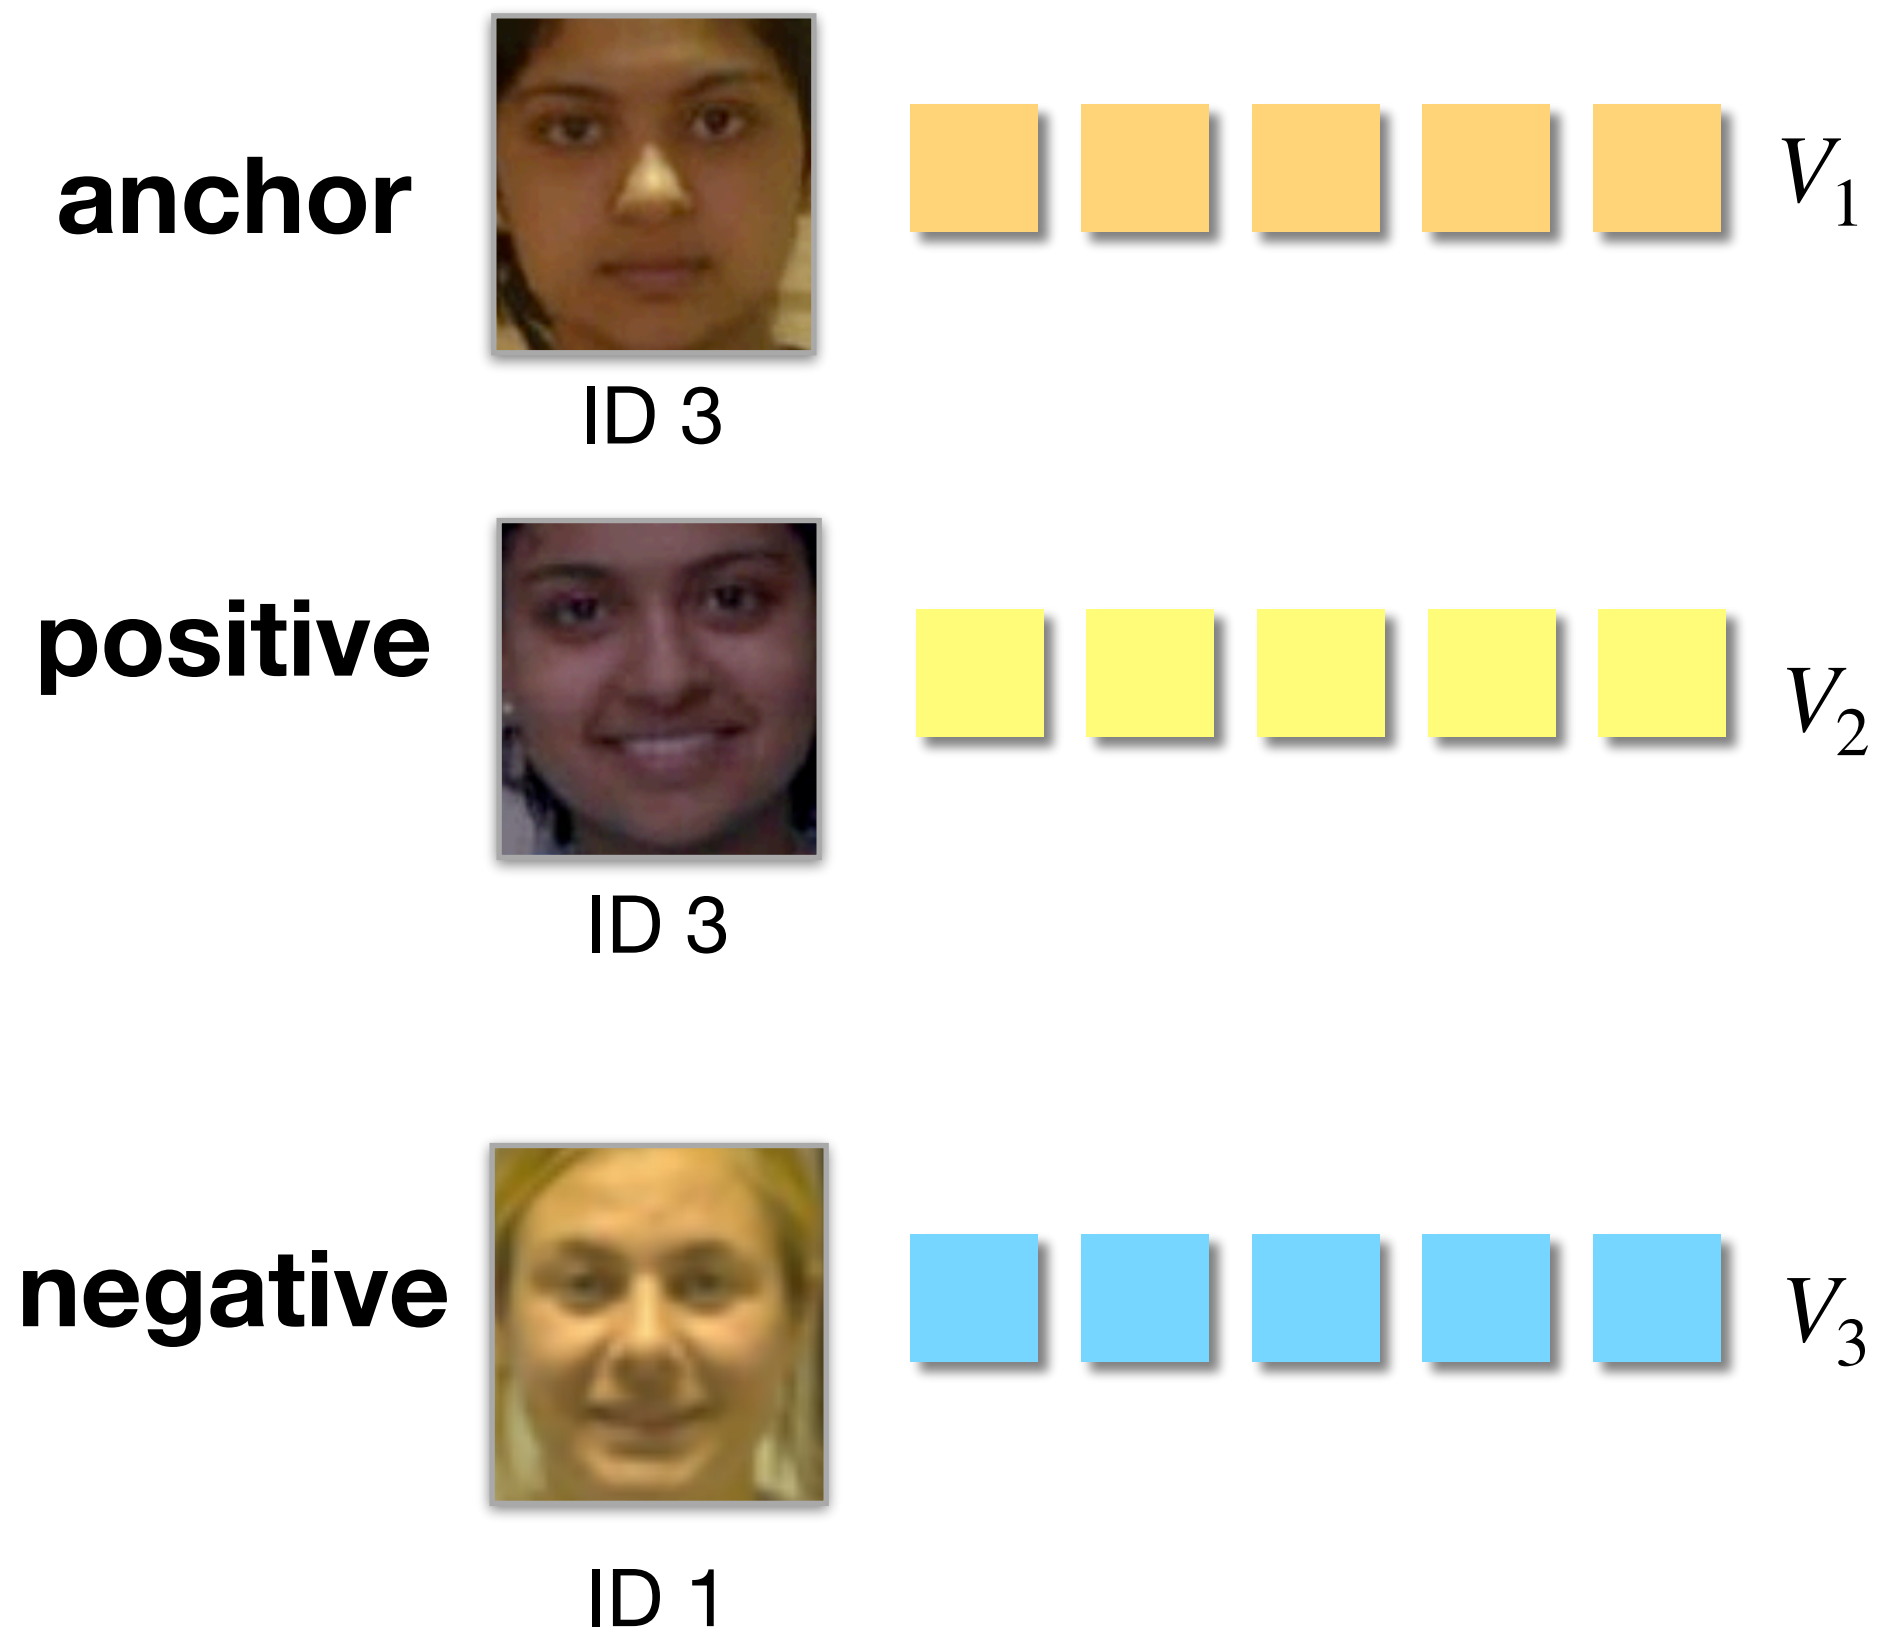 anchor
V1
ID 3
positive
V2
ID 3
negative
V3
ID 1